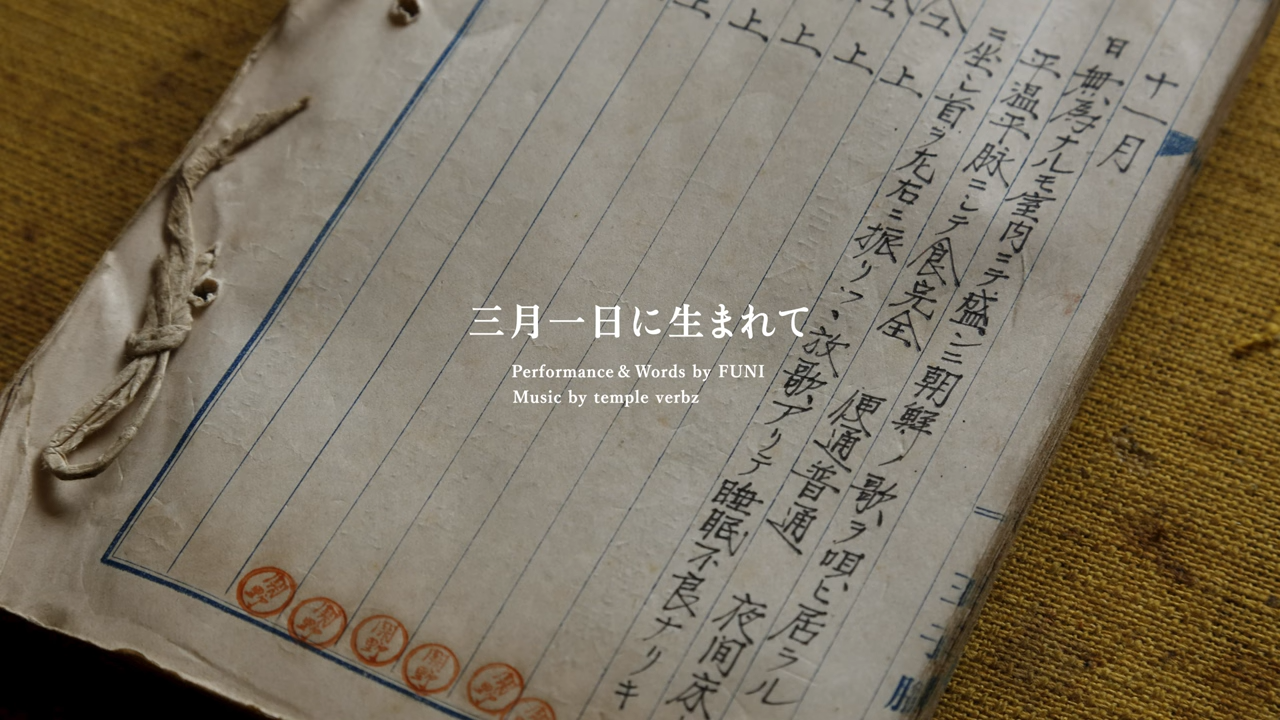 十一月
日 無為ナルモ室内ニテ盛ンニ朝鮮ノ歌ヲ唄ヒ居ラル
平温平脈ニシテ食完全 便通普通 夜間床
ニ坐シ首ヲ左右ニ振リツヽ放歌アリテ睡眠不良ナリキ
上
上
上
上
上
三月一日に生まれて
Performance & Words by FUNI
Music by temple verbz